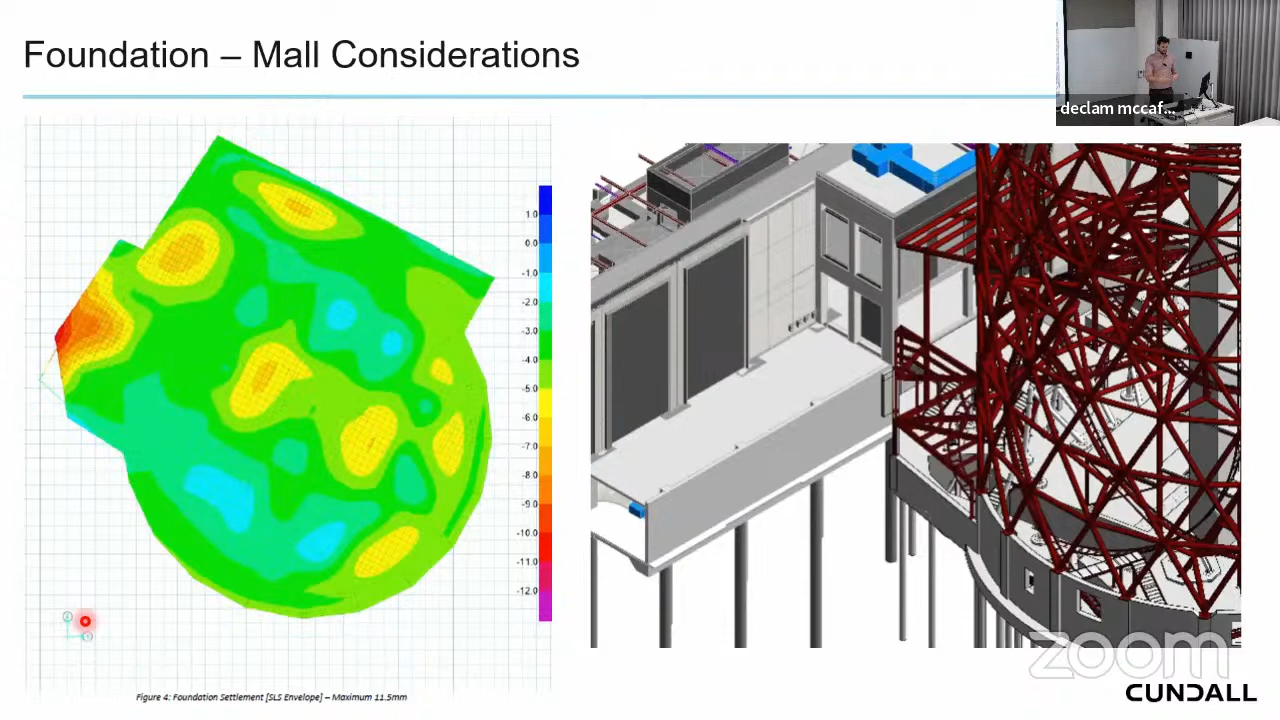 Foundation – Mall Considerations
declam mccaf...
1.0
0.0
-1.0
-2.0
-3.0
-4.0
-5.0
-6.0
-7.0
-8.0
-9.0
-10.0
-11.0
-12.0
Figure 4: Foundation Settlement [SLS Envelope] – Maximum 11.5mm
zoom
CUNDALL